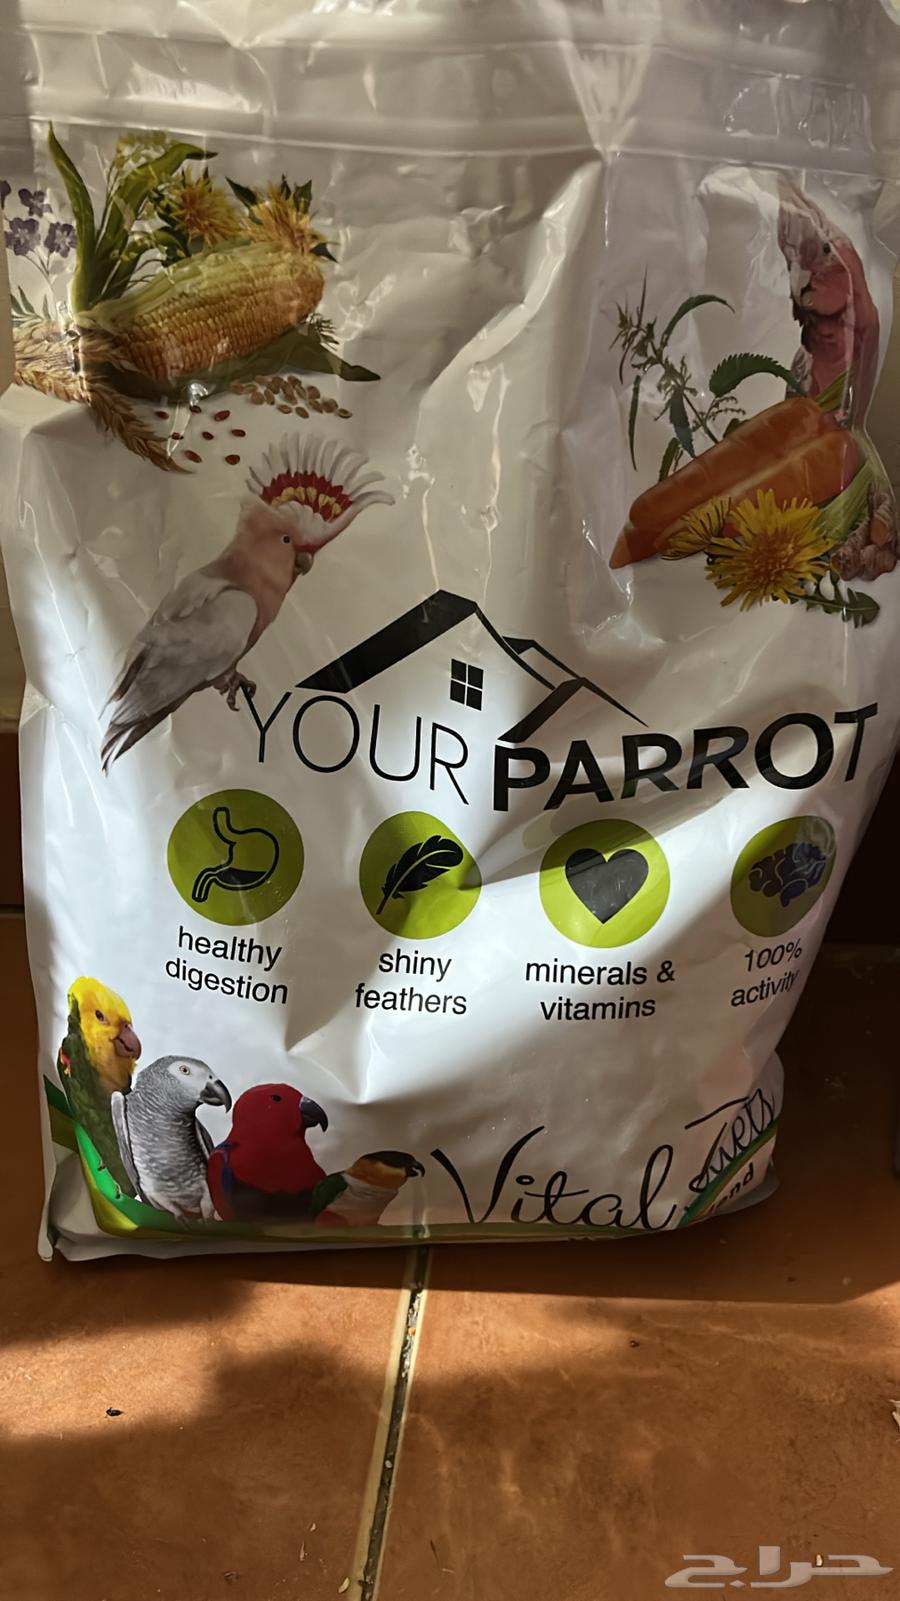 YOUR PARROT
healthy
digestion
shiny
feathers
minerals &
vitamins
100%
activity
Vital
حراج